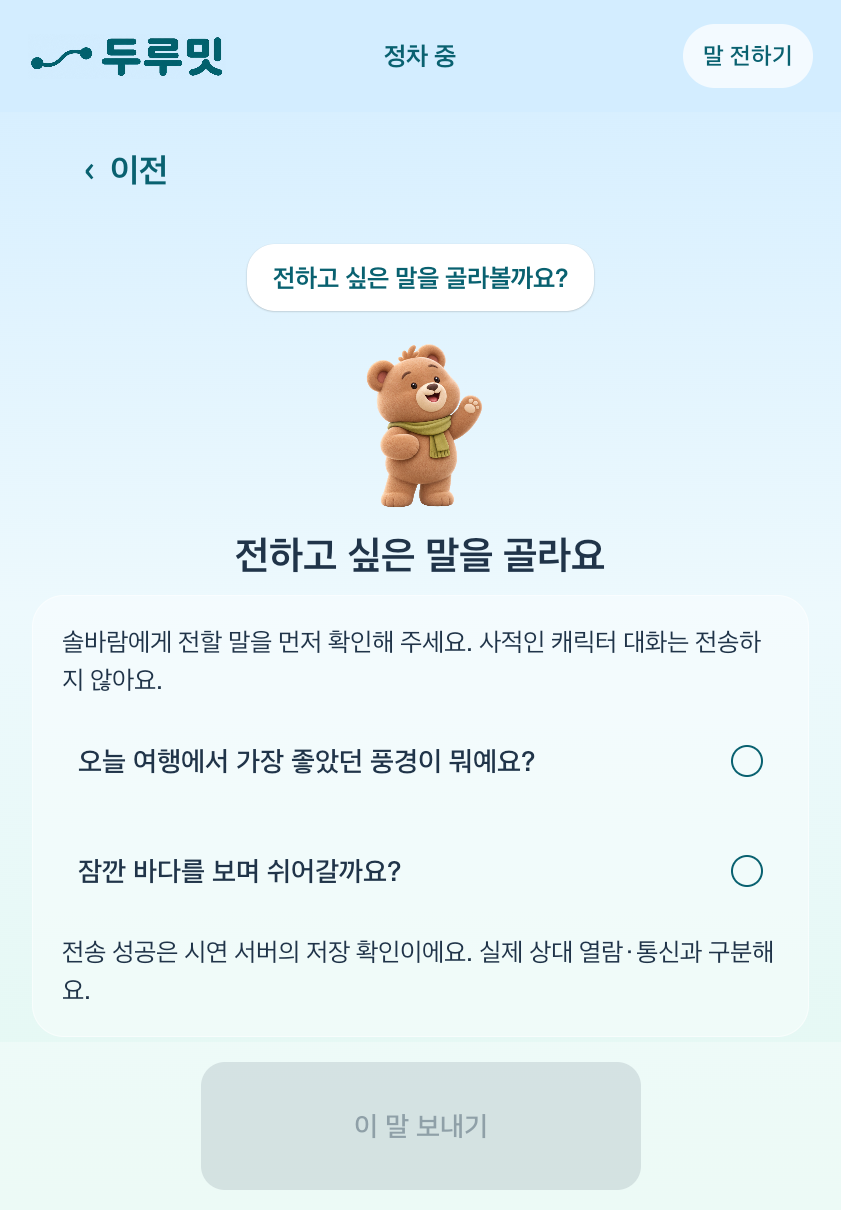 두루밋
정차 중
말 전하기
‹ 이전
전하고 싶은 말을 골라볼까요?
전하고 싶은 말을 골라요
솔바람에게 전할 말을 먼저 확인해 주세요. 사적인 캐릭터 대화는 전송하
지 않아요.
오늘 여행에서 가장 좋았던 풍경이 뭐예요?
잠깐 바다를 보며 쉬어갈까요?
전송 성공은 시연 서버의 저장 확인이에요. 실제 상대 열람·통신과 구분해
요.
이 말 보내기